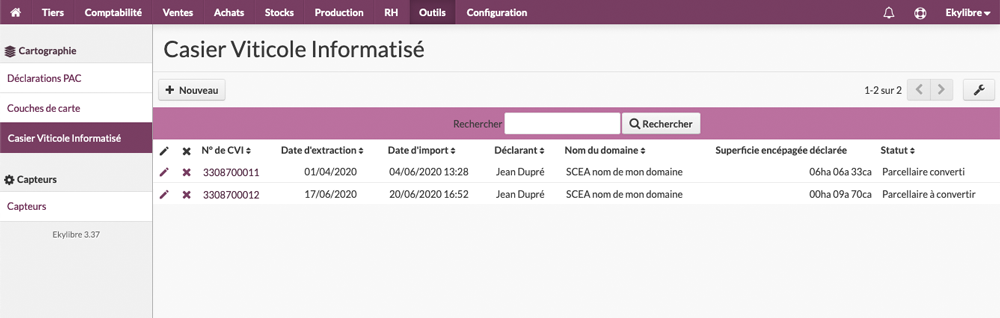 Tiers Comptabilité Ventes Achats Stocks Production RH Outils Configuration Ekylibre
Cartographie
Déclarations PAC
Couches de carte
Casier Viticole Informatisé
Capteurs
Capteurs
Ekylibre 3.37
Casier Viticole Informatisé
Nouveau
1-2 sur 2
Rechercher Rechercher
N° de CVI Date d'extraction Date d'import Déclarant Nom du domaine Superficie encépagée déclarée Statut
3308700011 01/04/2020 04/06/2020 13:28 Jean Dupré SCEA nom de mon domaine 06ha 06a 33ca Parcellaire converti
3308700012 17/06/2020 20/06/2020 16:52 Jean Dupré SCEA nom de mon domaine 00ha 09a 70ca Parcellaire à convertir